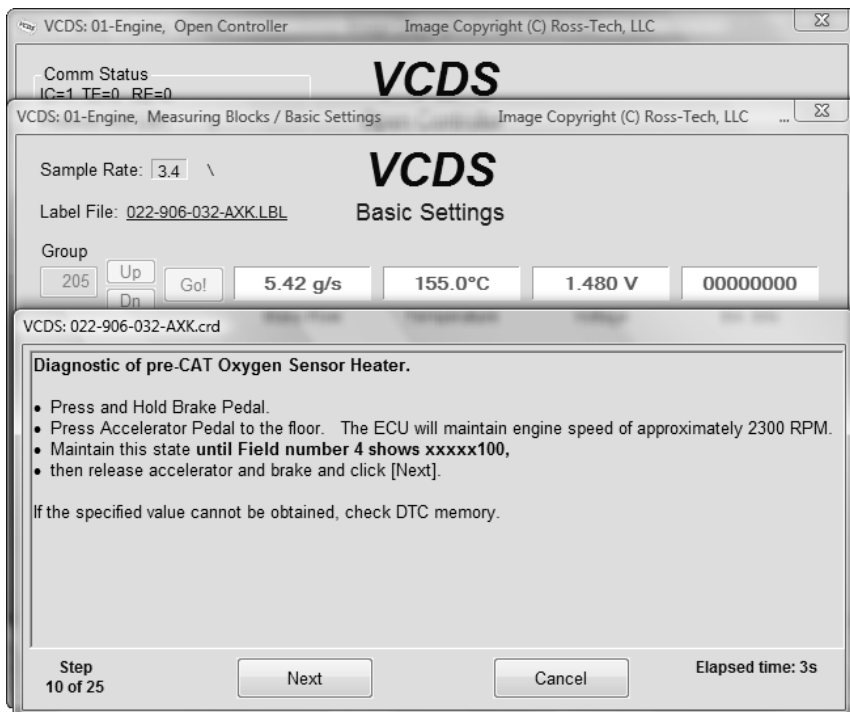 VCDS: 01-Engine, Open Controller Image Copyright (C) Ross-Tech, LLC
Comm Status
IC=1 TE=0 RE=0
VCDS
VCDS: 01-Engine, Measuring Blocks / Basic Settings Image Copyright (C) Ross-Tech, LLC ...
Sample Rate: 3.4 \
VCDS
Label File: 022-906-032-AXK.LBL
Basic Settings
Group
205 Up Dn Go! 5.42 g/s 155.0°C 1.480 V 00000000
VCDS: 022-906-032-AXK.crd
Diagnostic of pre-CAT Oxygen Sensor Heater.
• Press and Hold Brake Pedal.
• Press Accelerator Pedal to the floor. The ECU will maintain engine speed of approximately 2300 RPM.
• Maintain this state until Field number 4 shows xxxxx100,
• then release accelerator and brake and click [Next].
If the specified value cannot be obtained, check DTC memory.
Step
10 of 25
Next
Cancel
Elapsed time: 3s